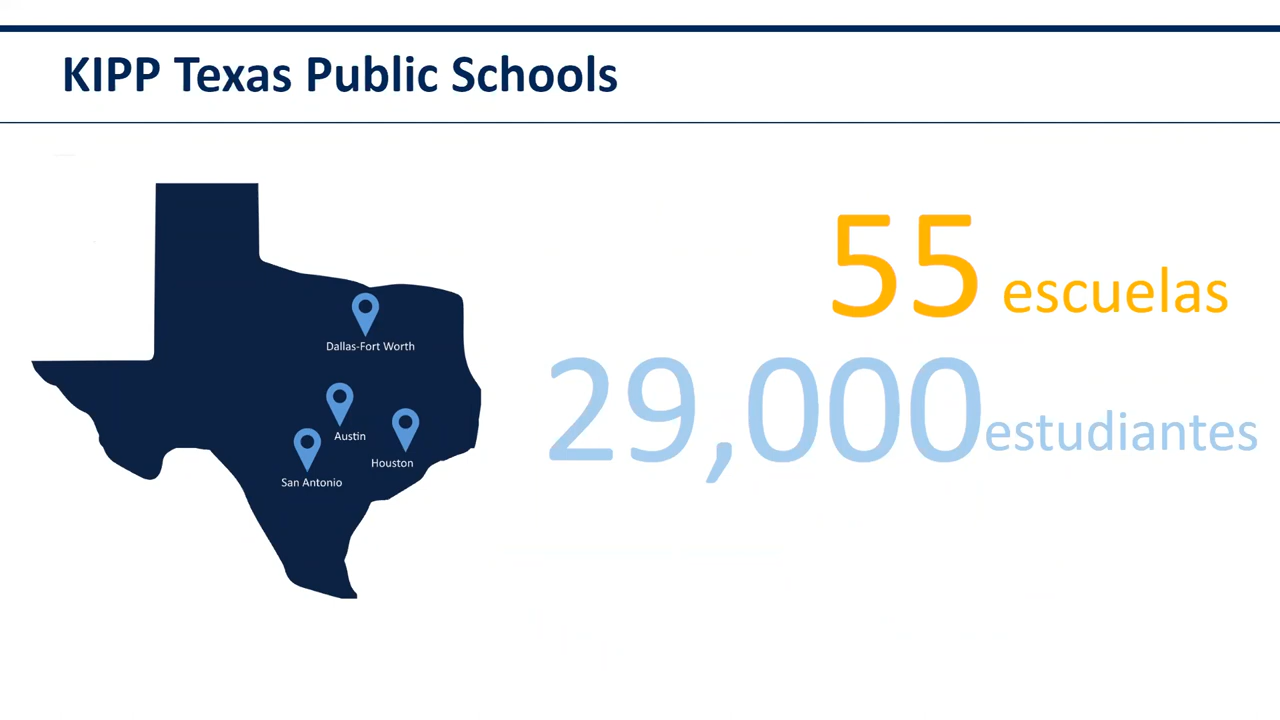 KIPP Texas Public Schools
55 escuelas
29,000 estudiantes
Dallas-Fort Worth
Austin
Houston
San Antonio